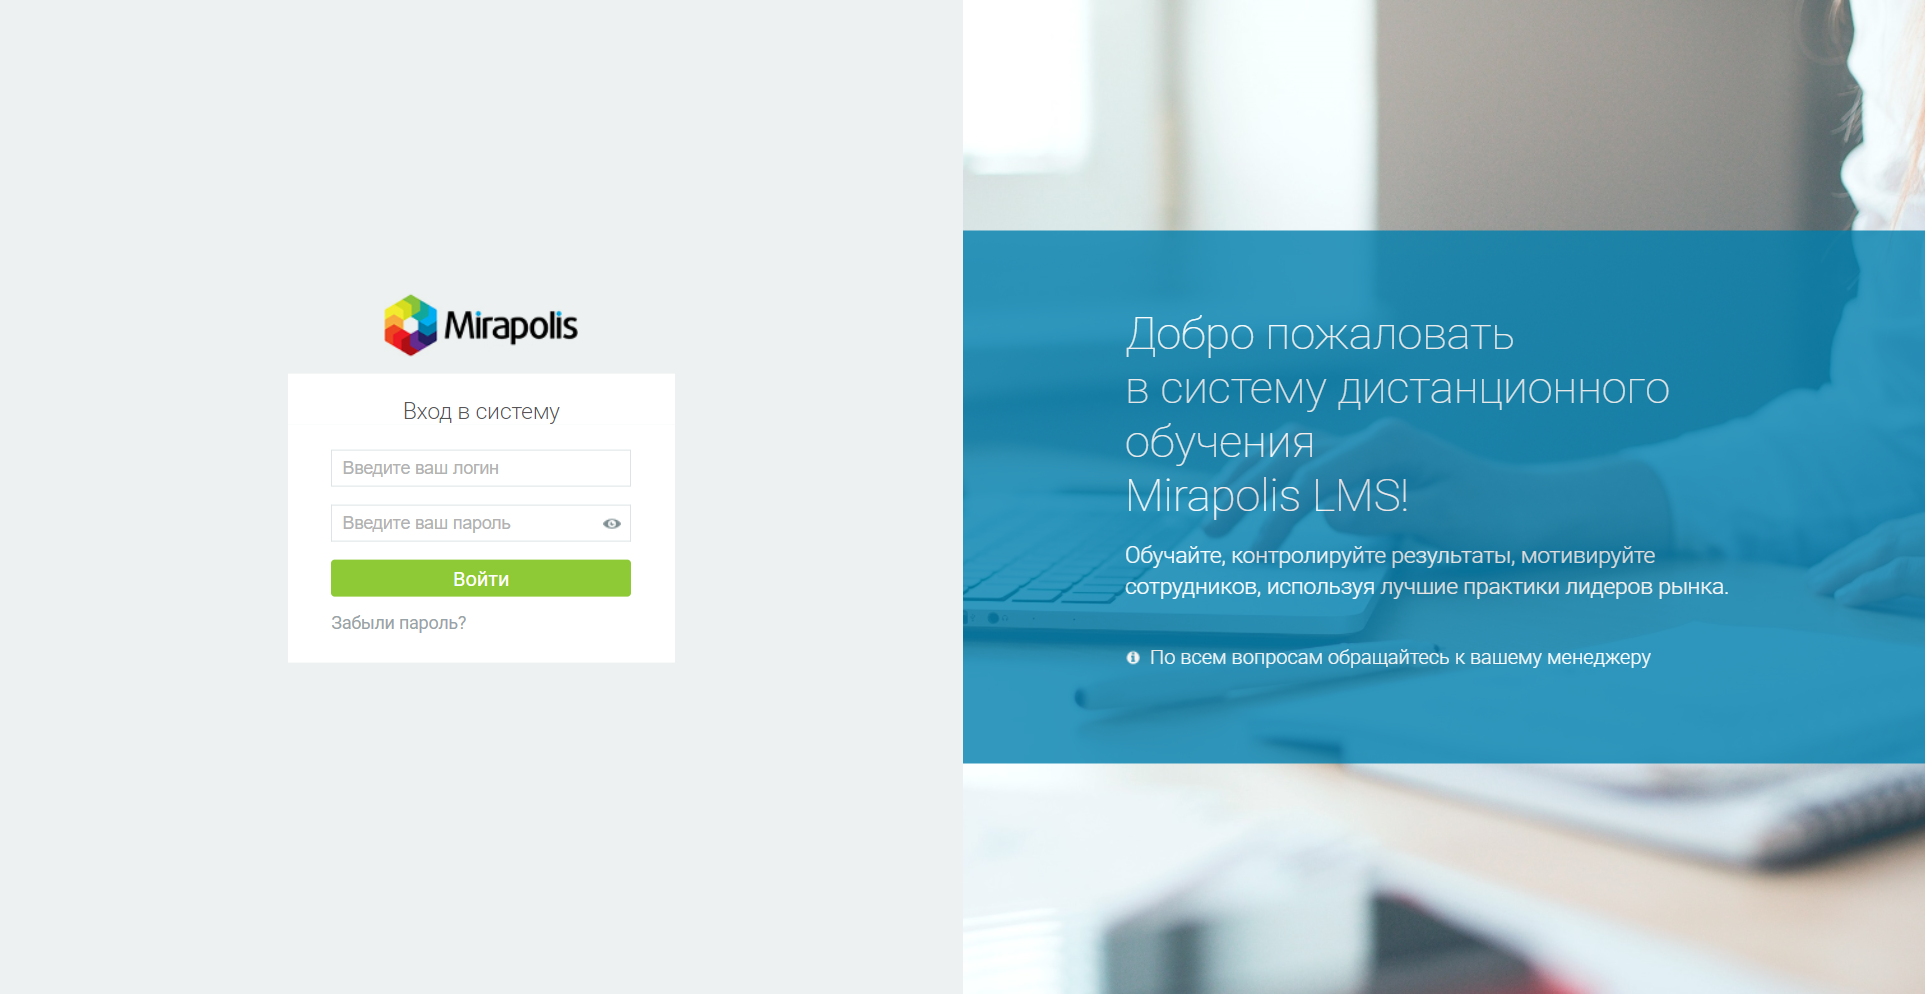 Mirapolis
Вход в систему
Введите ваш логин
Введите ваш пароль
Войти
Забыли пароль?
Добро пожаловать
в систему дистанционного
обучения
Mirapolis LMS!
Обучайте, контролируйте результаты, мотивируйте
сотрудников, используя лучшие практики лидеров рынка.
По всем вопросам обращайтесь к вашему менеджеру